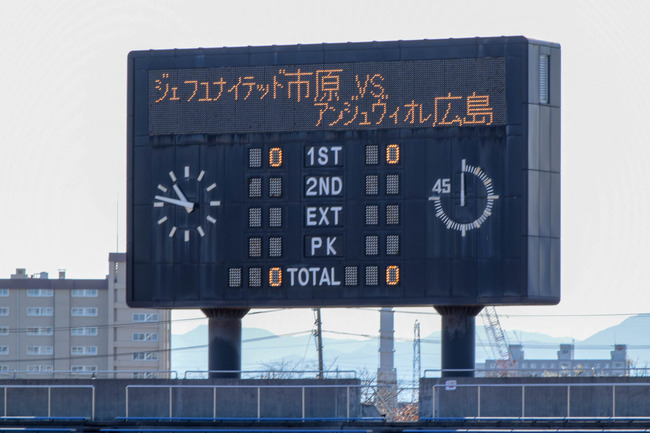 ジェフユナイテッド市原 VS
アンジュヴィオレ広島
0 1ST 0
2ND
EXT
PK
0 TOTAL 0
45